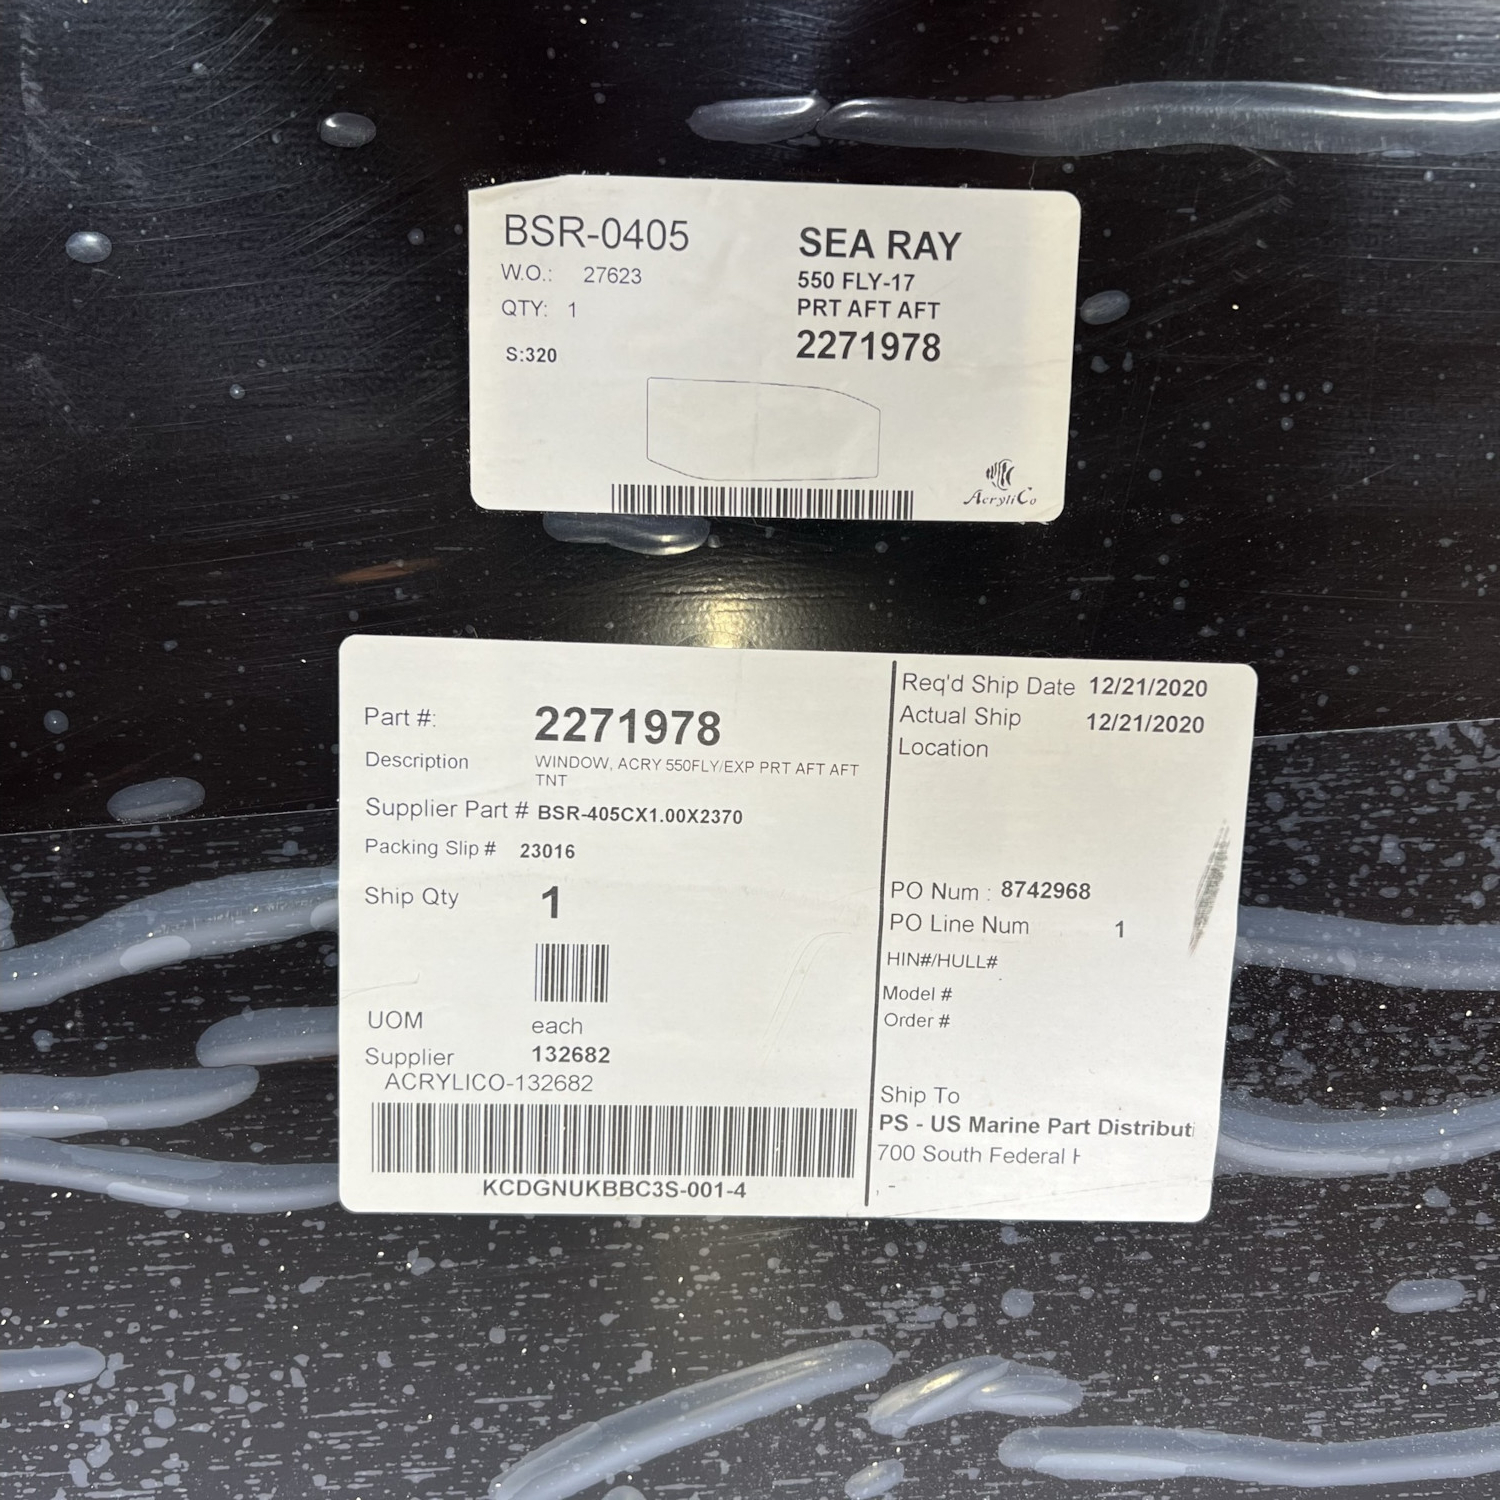 BSR-0405
W.O.: 27623
QTY: 1
S:320
SEA RAY
550 FLY-17
PRT AFT AFT
2271978
AcryliCo
Part #: 2271978
Description WINDOW, ACRY 550FLY/EXP PRT AFT AFT
TNT
Supplier Part # BSR-405CX1.00X2370
Packing Slip # 23016
Ship Qty 1
UOM each
Supplier 132682
ACRYLICO-132682
KCDGNUKBBC3S-001-4
Req'd Ship Date 12/21/2020
Actual Ship 12/21/2020
Location
PO Num : 8742968
PO Line Num 1
HIN#/HULL#
Model #
Order #
Ship To
PS - US Marine Part Distributi
700 South Federal H
, -